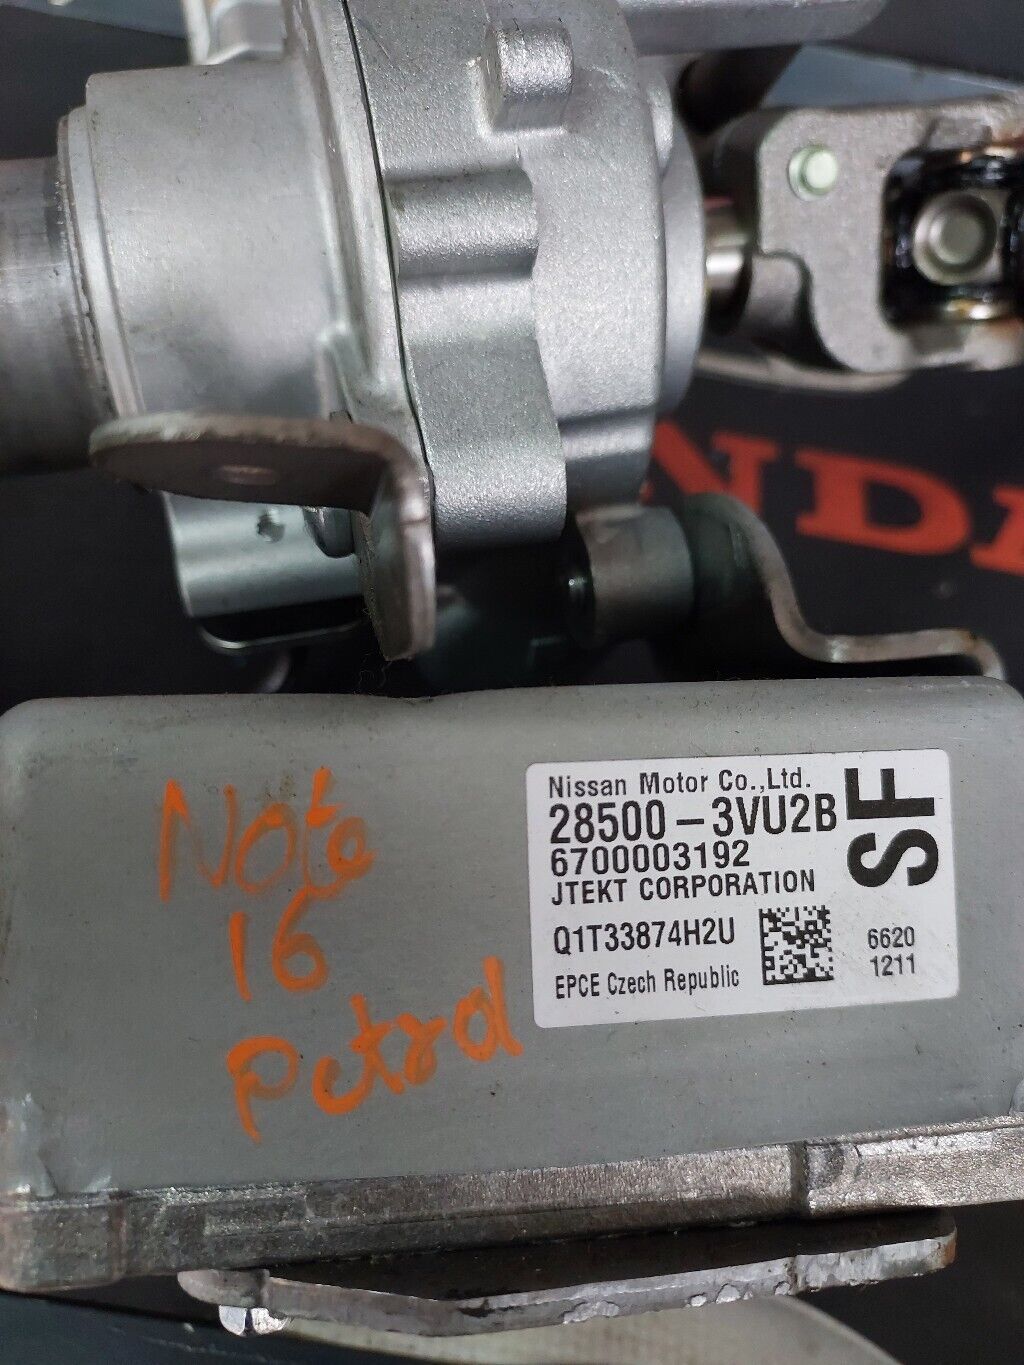 NDA
Note
16
Petrol
Nissan Motor Co.,Ltd.
28500-3VU2B
6700003192
JTEKT CORPORATION
Q1T33874H2U
EPCE Czech Republic
SF
6620
1211